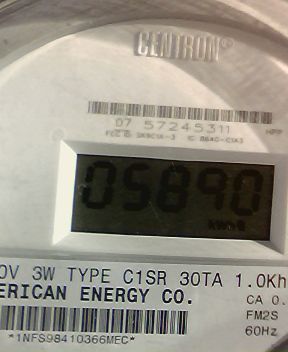 CENTRON®
07 57245311
05890
kWh
0V 3W TYPE C1SR 30TA 1.0Kh
ERICAN ENERGY CO.
CA 0.
FM2S
60Hz
*1NFS98410366MEC*